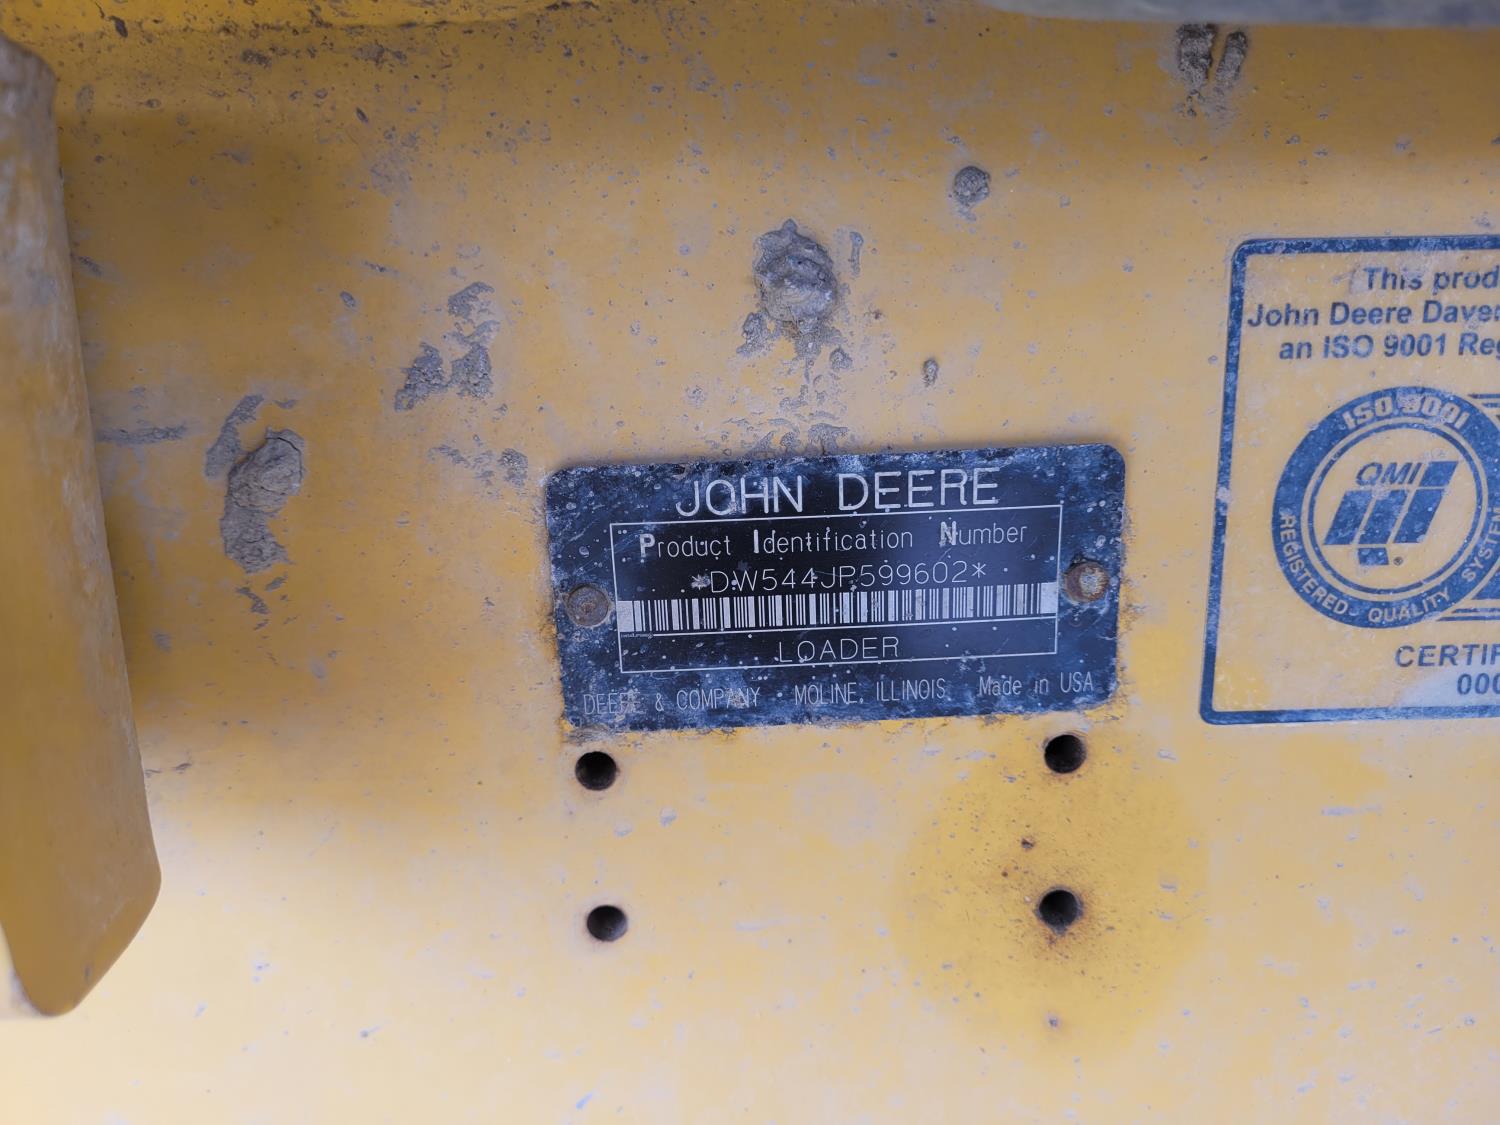 JOHN DEERE
Product Identification Number
*DW544JP599602*
LOADER
DEERE & COMPANY MOLINE, ILLINOIS Made in USA
This prod
John Deere Daven
an ISO 9001 Reg
ISO 9001
QMI
®
REGISTERED - QUALITY SYSTEM
CERTIF
000